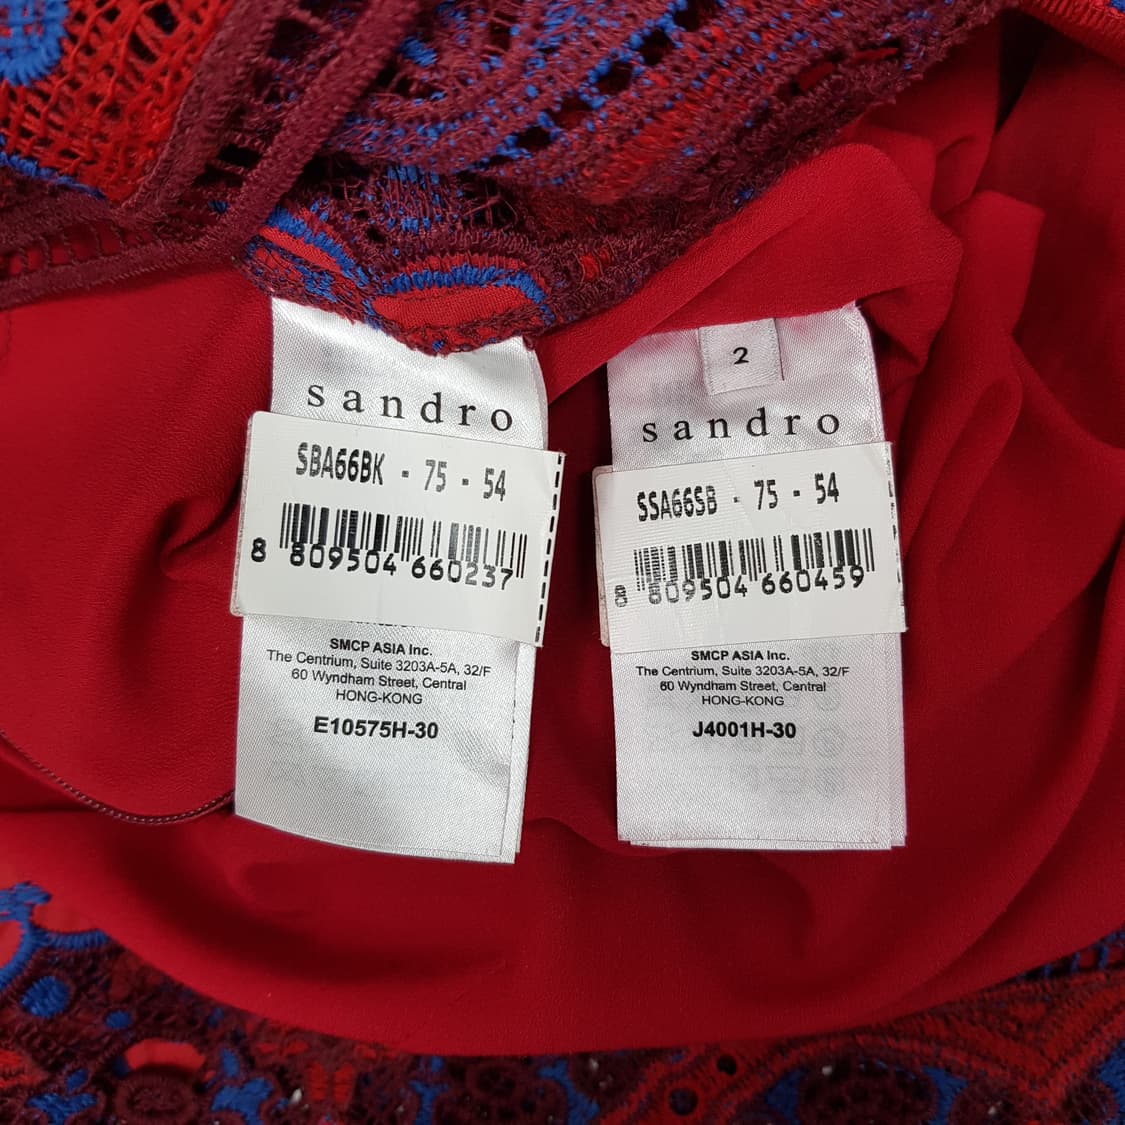 sandro
SBA66BK - 75 - 54
8 809504 660237
SMCP ASIA Inc.
The Centrium, Suite 3203A-5A, 32/F
60 Wyndham Street, Central
HONG-KONG
E10575H-30
2
sandro
SSA66SB - 75 - 54
8 809504 660459
SMCP ASIA Inc.
The Centrium, Suite 3203A-5A, 32/F
60 Wyndham Street, Central
HONG-KONG
J4001H-30